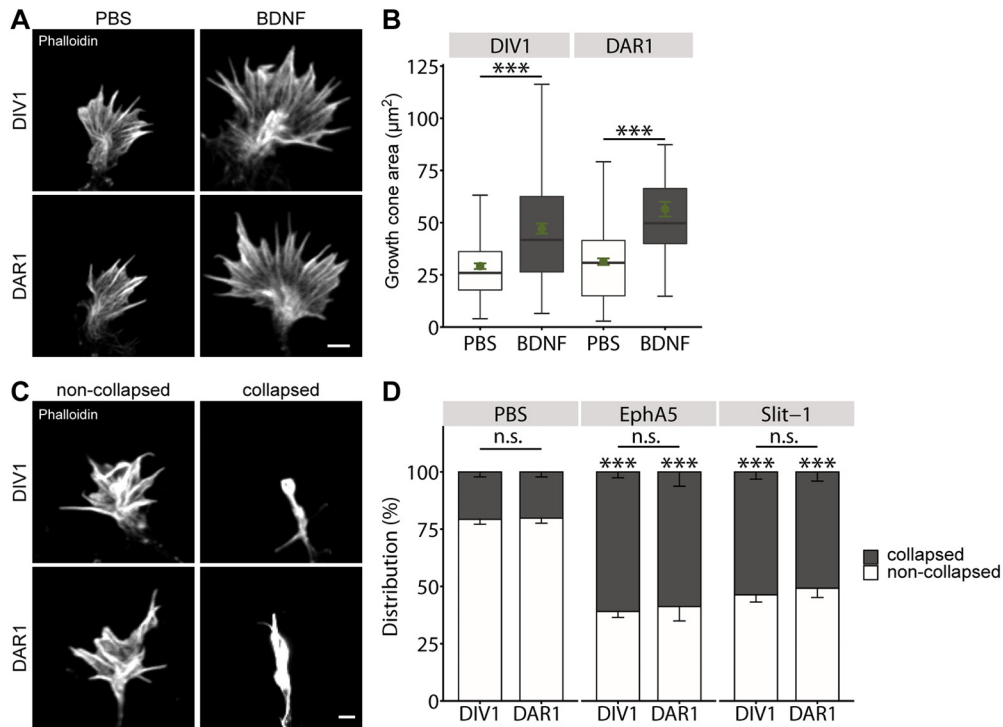 A
PBS BDNF
Phalloidin
DIV1
DAR1
B
DIV1 DAR1
*** ***
Growth cone area (µm²)
125
100
75
50
25
0
PBS BDNF PBS BDNF
C
non-collapsed collapsed
Phalloidin
DIV1
DAR1
D
PBS EphA5 Slit−1
n.s. n.s. n.s.
*** *** *** ***
Distribution (%)
100
75
50
25
0
DIV1 DAR1 DIV1 DAR1 DIV1 DAR1
collapsed
non-collapsed